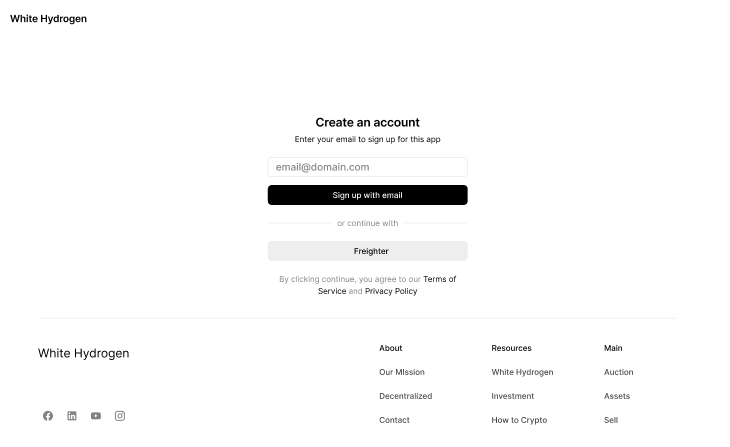 White Hydrogen
Create an account
Enter your email to sign up for this app
email@domain.com
Sign up with email
or continue with
Freighter
By clicking continue, you agree to our Terms of
Service and Privacy Policy
White Hydrogen
About
Our MIssion
Decentralized
Contact
Resources
White Hydrogen
Investment
How to Crypto
Main
Auction
Assets
Sell